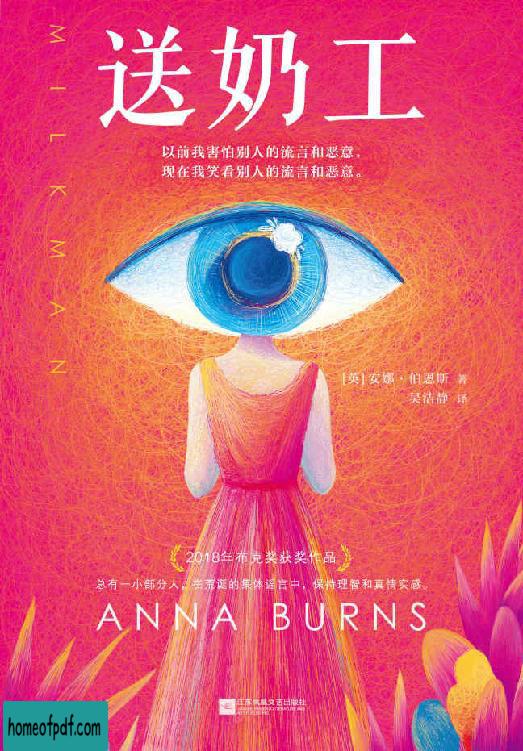 送奶工
MILKMAN
以前我害怕别人的流言和恶意,
现在我笑看别人的流言和恶意。
[英]安娜·伯恩斯 著
吴洁静 译
2018年布克奖获奖作品
总有一小部分人,在荒诞的集体谣言中,保持理智和真情实感。
ANNA BURNS
江苏凤凰文艺出版社
homeofpdf.com